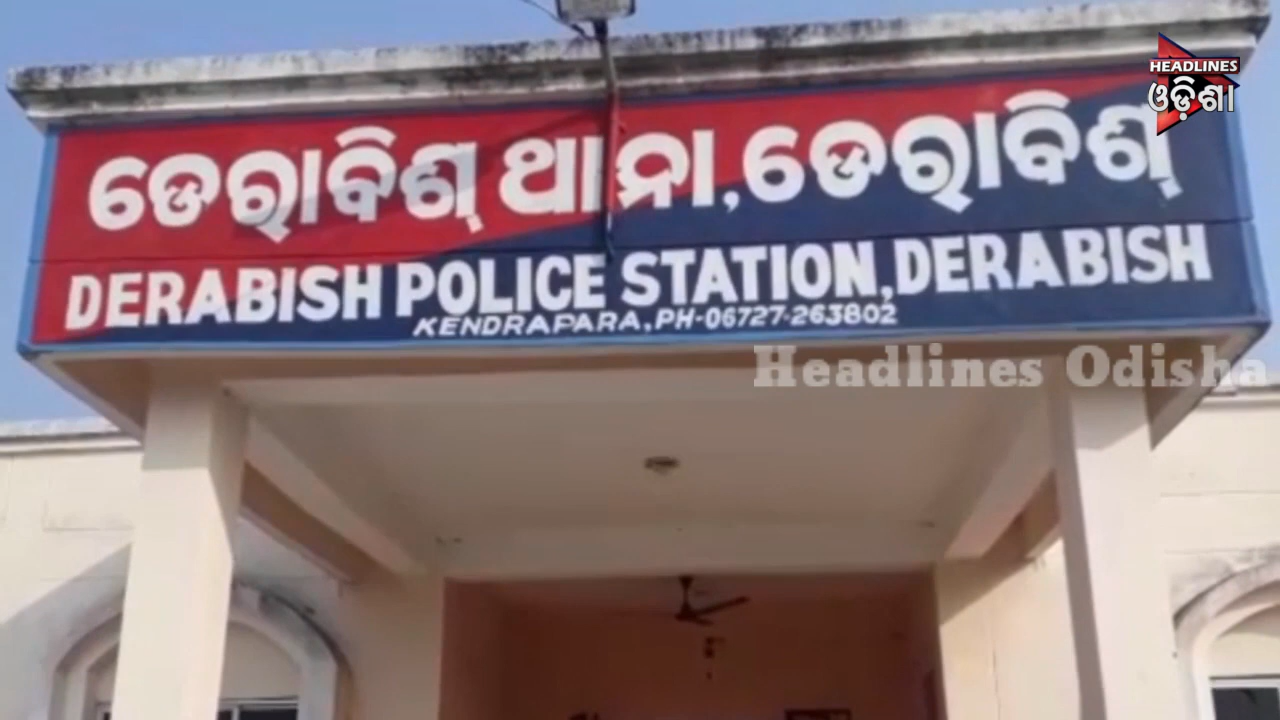 HEADLINES
ଓଡ଼ିଶା
ଡେରାବିଶ୍ ଥାନା,ଡେରାବିଶ୍
DERABISH POLICE STATION,DERABISH
KENDRAPARA,PH-06727-263802
Headlines Odisha